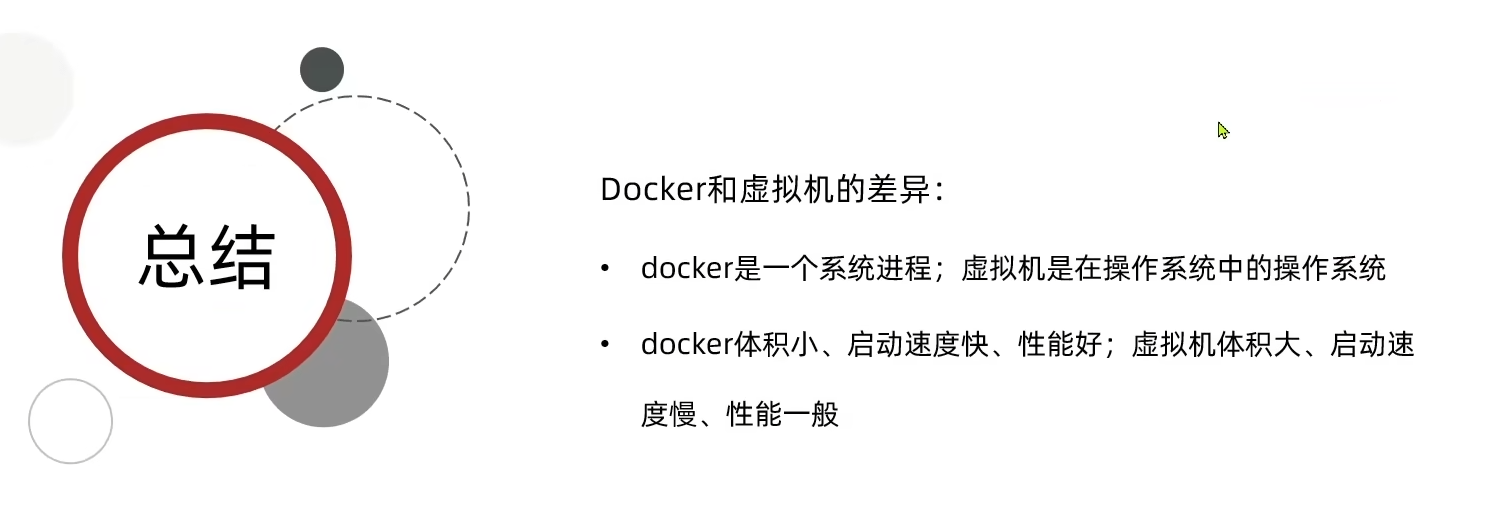 总结
Docker和虚拟机的差异：
• docker是一个系统进程；虚拟机是在操作系统中的操作系统
• docker体积小、启动速度快、性能好；虚拟机体积大、启动速
度慢、性能一般